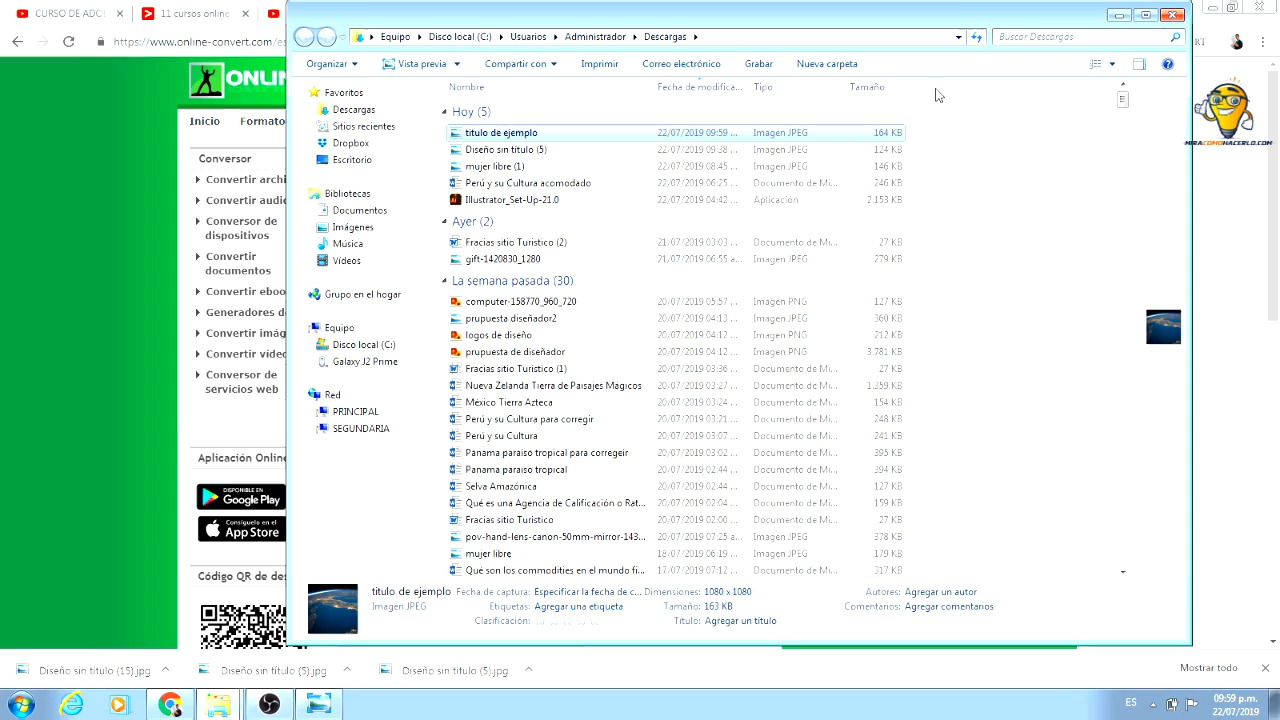 CURSO DE ADO
11 cursos online
https://www.online-convert.com/es
RT
ONLIN
Inicio
Formato
Conversor
Convertir archi
Convertir audio
Conversor de
dispositivos
Convertir
documentos
Convertir eboo
Generadores de
Convertir imág
Convertir vídeo
Conversor de
servicios web
Aplicación Online
DISPONIBLE EN
Google Play
Consíguelo en el
App Store
Código QR de des
Equipo
Disco local (C:)
Usuarios
Administrador
Descargas
Buscar Descargas
Organizar
Vista previa
Compartir con
Imprimir
Correo electrónico
Grabar
Nueva carpeta
Favoritos
Descargas
Sitios recientes
Dropbox
Escritorio
Bibliotecas
Documentos
Imágenes
Música
Vídeos
Grupo en el hogar
Equipo
Disco local (C:)
Galaxy J2 Prime
Red
PRINCIPAL
SEGUNDARIA
Nombre Fecha de modifica... Tipo Tamaño
Hoy (5)
titulo de ejemplo 22/07/2019 09:59 ... Imagen JPEG 164 KB
Diseño sin título (5) 22/07/2019 09:38 ... Imagen JPEG 124 KB
mujer libre (1) 22/07/2019 08:45 ... Imagen JPEG 146 KB
Perú y su Cultura acomodado 22/07/2019 06:25 ... Documento de Mi... 246 KB
Illustrator_Set-Up-21.0 22/07/2019 04:42 ... Aplicación 2.153 KB
Ayer (2)
Fracias sitio Turístico (2) 21/07/2019 03:03 ... Documento de Mi... 27 KB
gift-1420830_1280 21/07/2019 06:55 a... Imagen JPEG 279 KB
La semana pasada (30)
computer-158770_960_720 20/07/2019 05:57 ... Imagen PNG 127 KB
prupuesta diseñador2 20/07/2019 04:13 ... Imagen JPEG 360 KB
logos de diseño 20/07/2019 04:12 ... Imagen PNG 212 KB
prupuesta de diseñador 20/07/2019 04:12 ... Imagen PNG 3.781 KB
Fracias sitio Turístico (1) 20/07/2019 03:36 ... Documento de Mi... 27 KB
Nueva Zelanda Tierra de Paisajes Mágicos 20/07/2019 03:27 ... Documento de Mi... 1.359 KB
México Tierra Azteca 20/07/2019 03:22 ... Documento de Mi... 154 KB
Perú y su Cultura para corregir 20/07/2019 03:21 ... Documento de Mi... 248 KB
Perú y su Cultura 20/07/2019 03:07 ... Documento de Mi... 241 KB
Panama paraiso tropical para corregeir 20/07/2019 03:02 ... Documento de Mi... 395 KB
Panama paraiso tropical 20/07/2019 02:44 ... Documento de Mi... 394 KB
Selva Amazónica 20/07/2019 02:44 ... Documento de Mi... 127 KB
Qué es una Agencia de Calificación o Rat... 20/07/2019 02:44 ... Documento de Mi... 159 KB
Fracias sitio Turístico 20/07/2019 02:00 ... Documento de Mi... 27 KB
pov-hand-lens-canon-50mm-mirror-143... 20/07/2019 07:25 a... Imagen JPEG 378 KB
mujer libre 18/07/2019 06:19 ... Imagen JPEG 179 KB
Qué son los commodities en el mundo fi... 17/07/2019 07:12 ... Documento de Mi... 317 KB
titulo de ejemplo Fecha de captura: Especificar la fecha de c... Dimensiones: 1080 x 1080 Autores: Agregar un autor
Imagen JPEG Etiquetas: Agregar una etiqueta Tamaño: 163 KB Comentarios: Agregar comentarios
Clasificación: Título: Agregar un título
MIRACOMOHACERLO.COM
Diseño sin título (15).jpg
Diseño sin título (5).jpg
Diseño sin título (5).jpg
Mostrar todo
ES
09:59 p.m.
22/07/2019